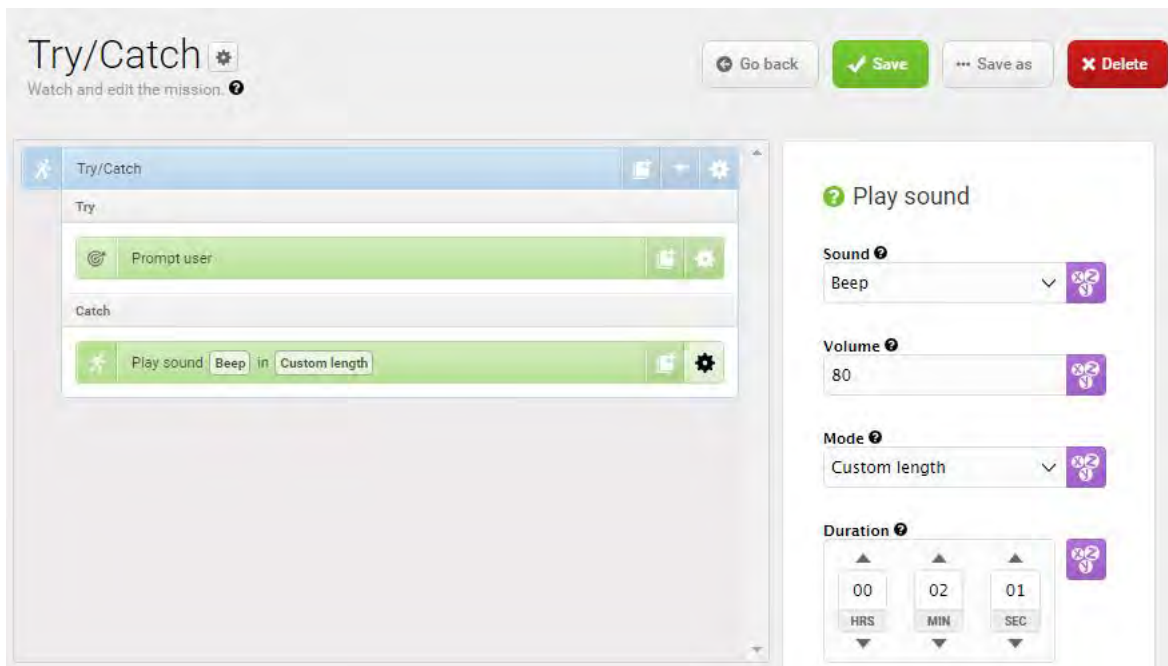 Try/Catch
Watch and edit the mission.
Go back
Save
Save as
Delete
Try/Catch
Try
Prompt user
Catch
Play sound Beep in Custom length
Play sound
Sound
Beep
Volume
80
Mode
Custom length
Duration
00 02 01
HRS MIN SEC